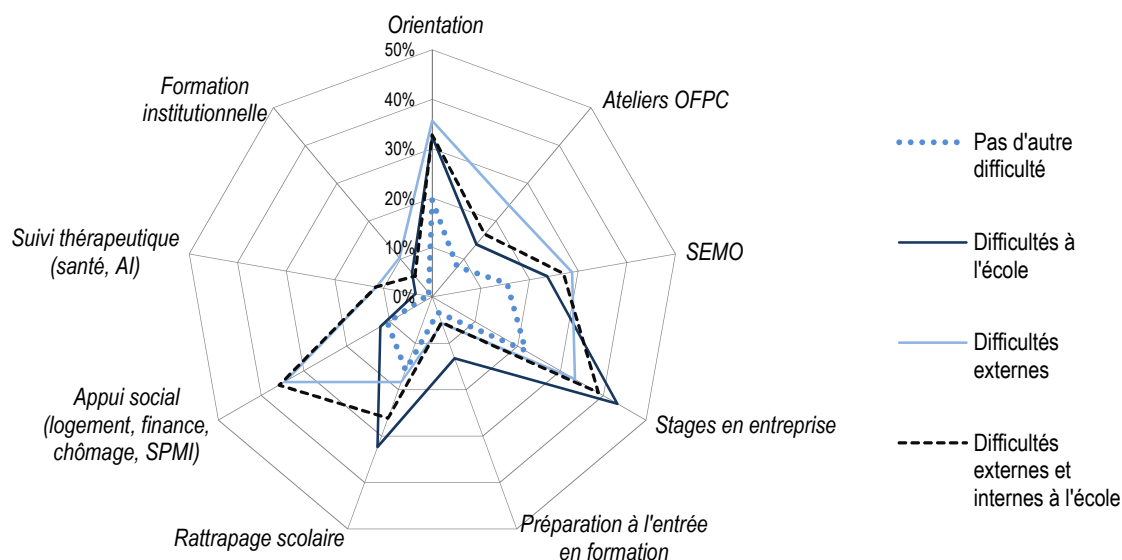 Orientation
50%
40%
30%
20%
10%
0%
Ateliers OFPC
SEMO
Stages en entreprise
Préparation à l'entrée
en formation
Rattrapage scolaire
Appui social
(logement, finance,
chômage, SPMI)
Suivi thérapeutique
(santé, AI)
Formation
institutionnelle
Pas d'autre
difficulté
Difficultés à
l'école
Difficultés
externes
Difficultés
externes et
internes à l'école